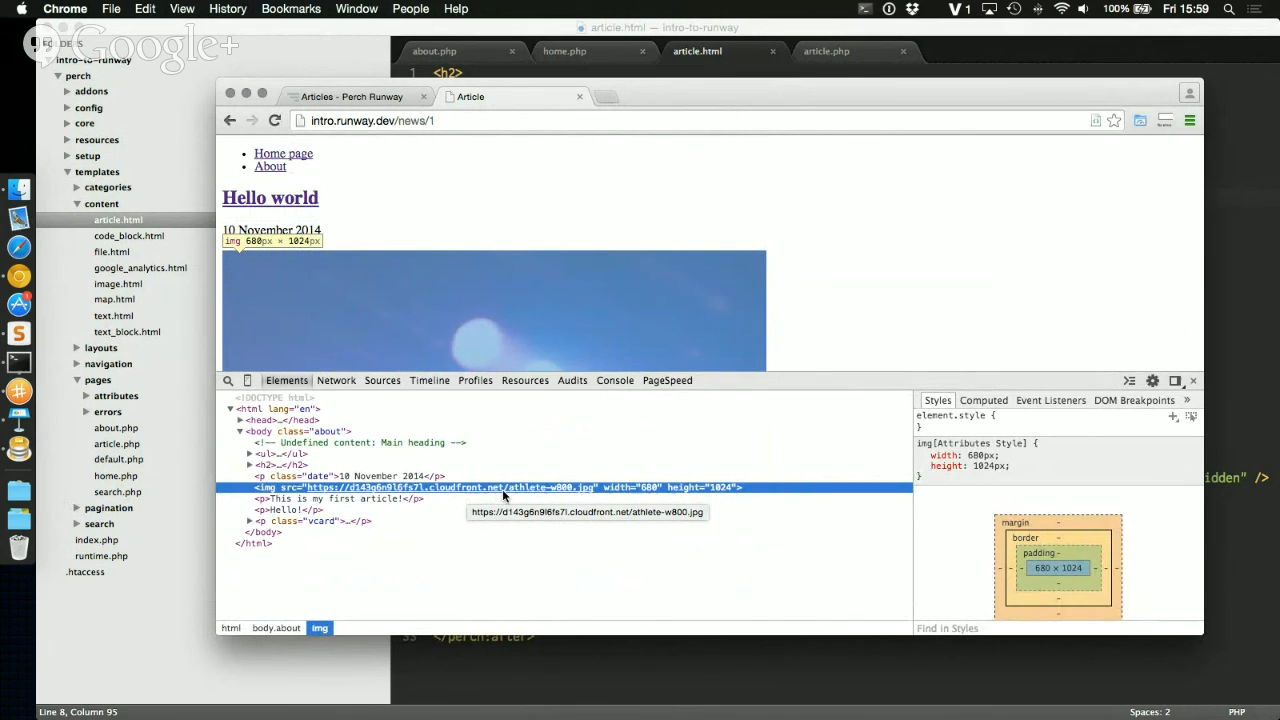 Chrome File Edit View History Bookmarks Window People Help
V 1
100%
Fri 15:59
Google+
article.html — intro-to-runway
FOLDERS
intro-to-runway
perch
addons
config
core
resources
setup
templates
categories
content
article.html
code_block.html
file.html
google_analytics.html
image.html
map.html
text.html
text_block.html
layouts
navigation
pages
attributes
errors
about.php
article.php
default.php
home.php
search.php
pagination
search
index.php
runtime.php
.htaccess
about.php × home.php × article.html × article.php ×
1 <h2>
Articles - Perch Runway ×
Article ×
intro.runway.dev/news/1
Home page
About
Hello world
10 November 2014
img 680px × 1024px
Elements Network Sources Timeline Profiles Resources Audits Console PageSpeed
<!DOCTYPE html>
<html lang="en">
<head>…</head>
<body class="about">
<!-- Undefined content: Main heading -->
<ul>…</ul>
<h2>…</h2>
<p class="date">10 November 2014</p>
<img src="https://d143g6n9l6fs7l.cloudfront.net/athlete-w800.jpg" width="680" height="1024">
<p>This is my first article!</p>
<p>Hello!</p>
https://d143g6n9l6fs7l.cloudfront.net/athlete-w800.jpg
<p class="vcard">…</p>
</body>
</html>
html body.about img
Styles Computed Event Listeners DOM Breakpoints »
element.style {
}
img[Attributes Style] {
width: 680px;
height: 1024px;
}
margin -
border -
padding -
- - - 680 × 1024 - - -
-
-
-
Find in Styles
idden" />
33 </perch:after>
Line 8, Column 95
Spaces: 2
PHP